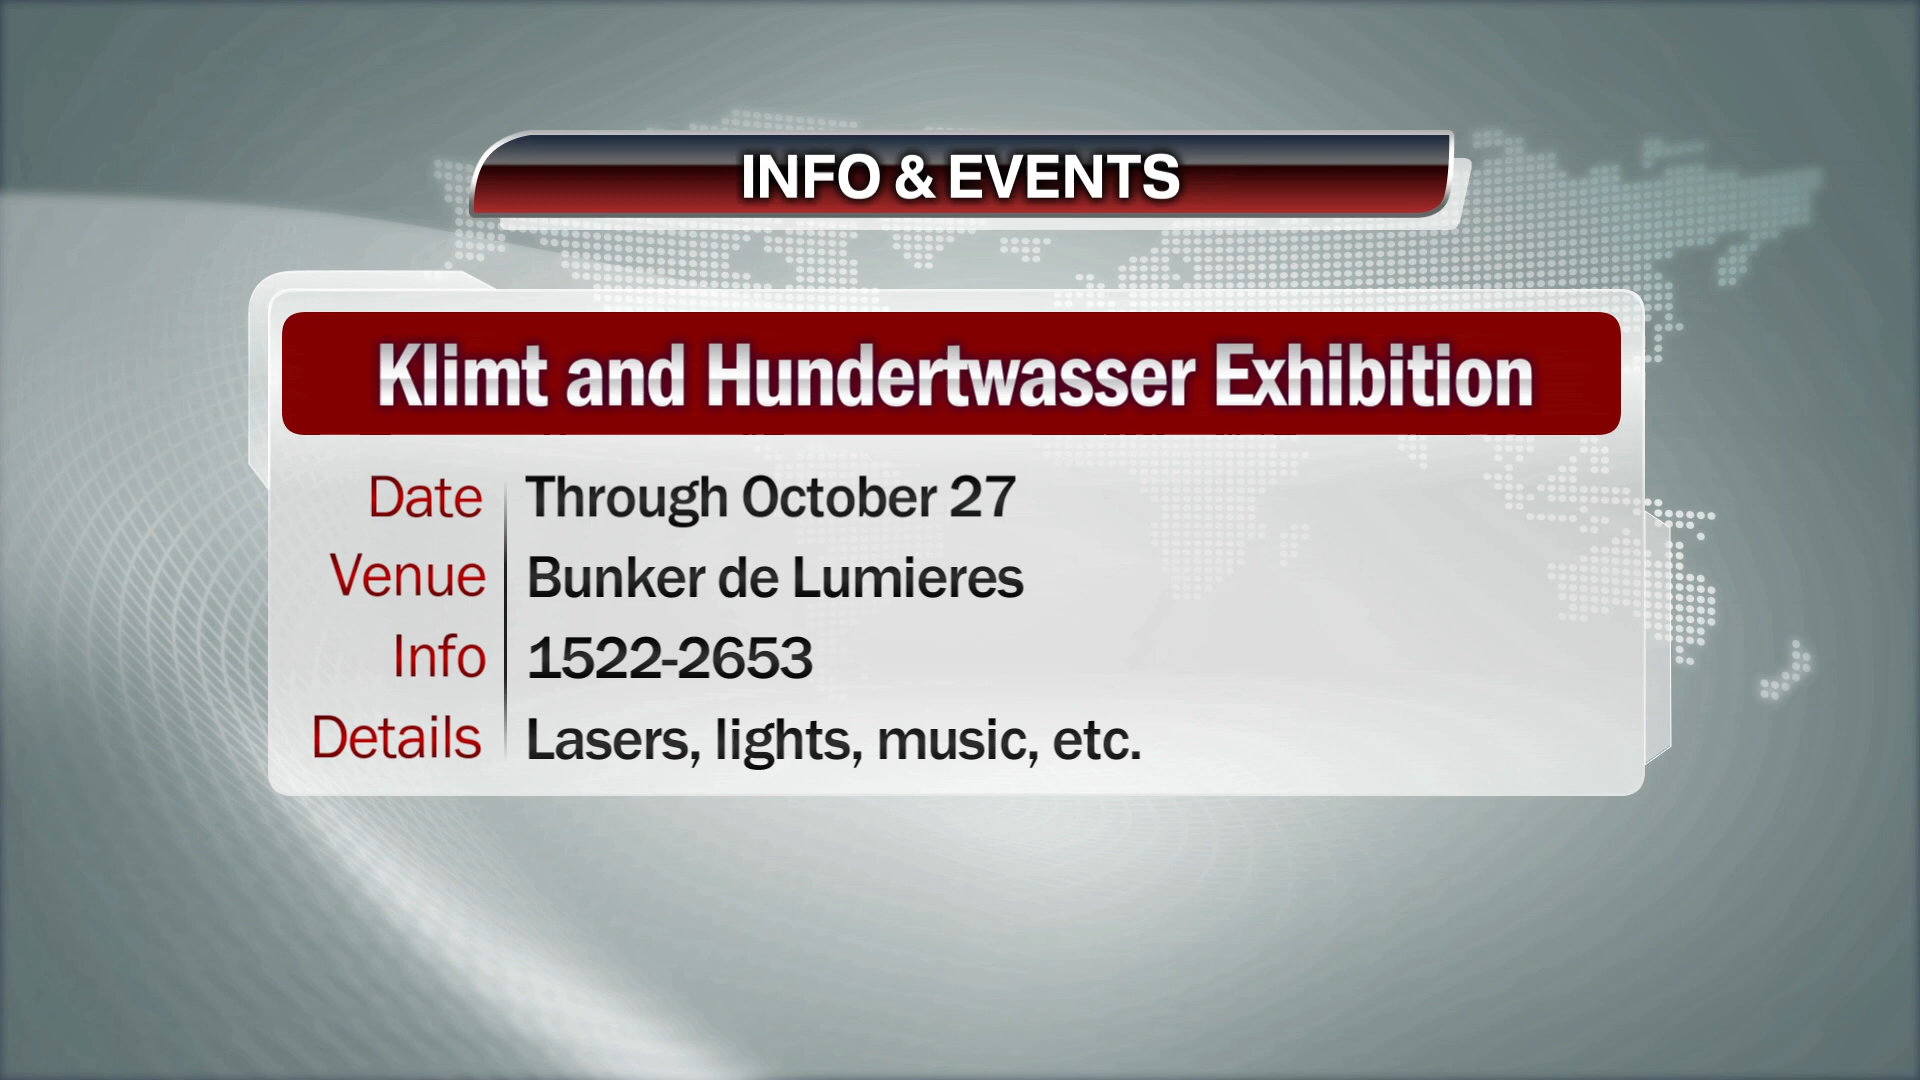 INFO & EVENTS
Klimt and Hundertwasser Exhibition
Date Through October 27
Venue Bunker de Lumieres
Info 1522-2653
Details Lasers, lights, music, etc.